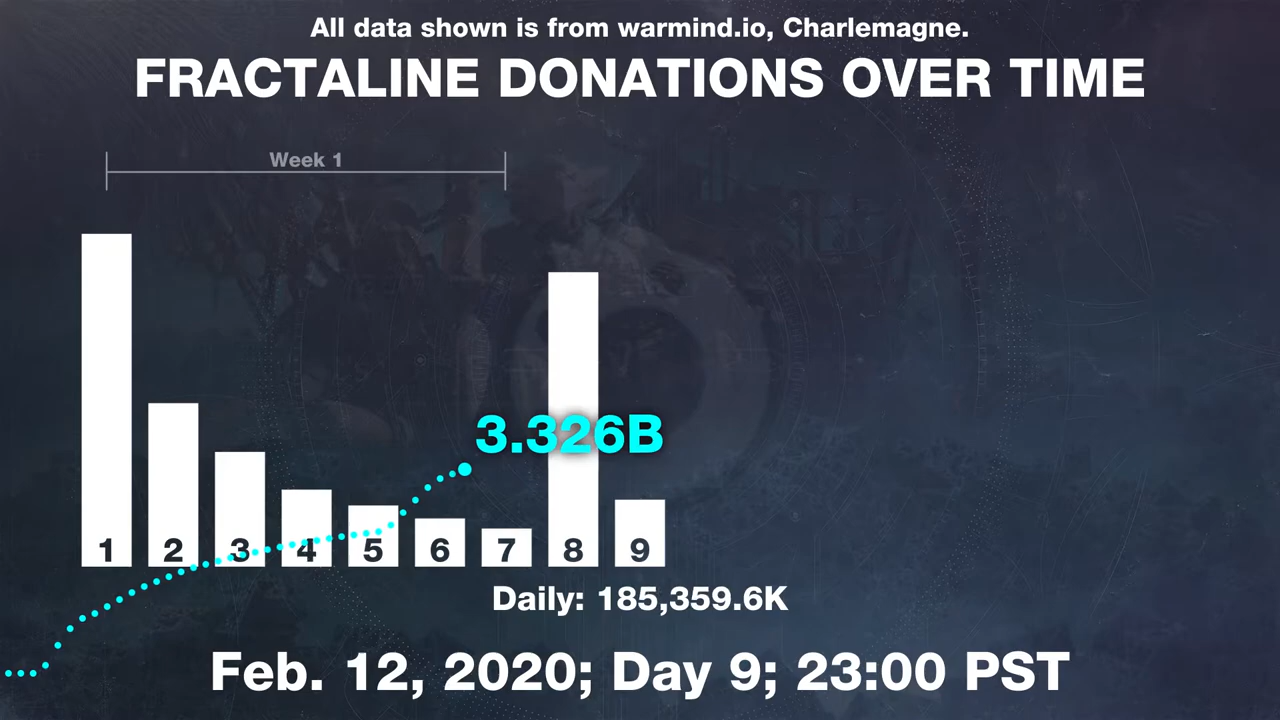 All data shown is from warmind.io, Charlemagne.
FRACTALINE DONATIONS OVER TIME
Week 1
3.326B
1 2 3 4 5 6 7 8 9
Daily: 185,359.6K
Feb. 12, 2020; Day 9; 23:00 PST